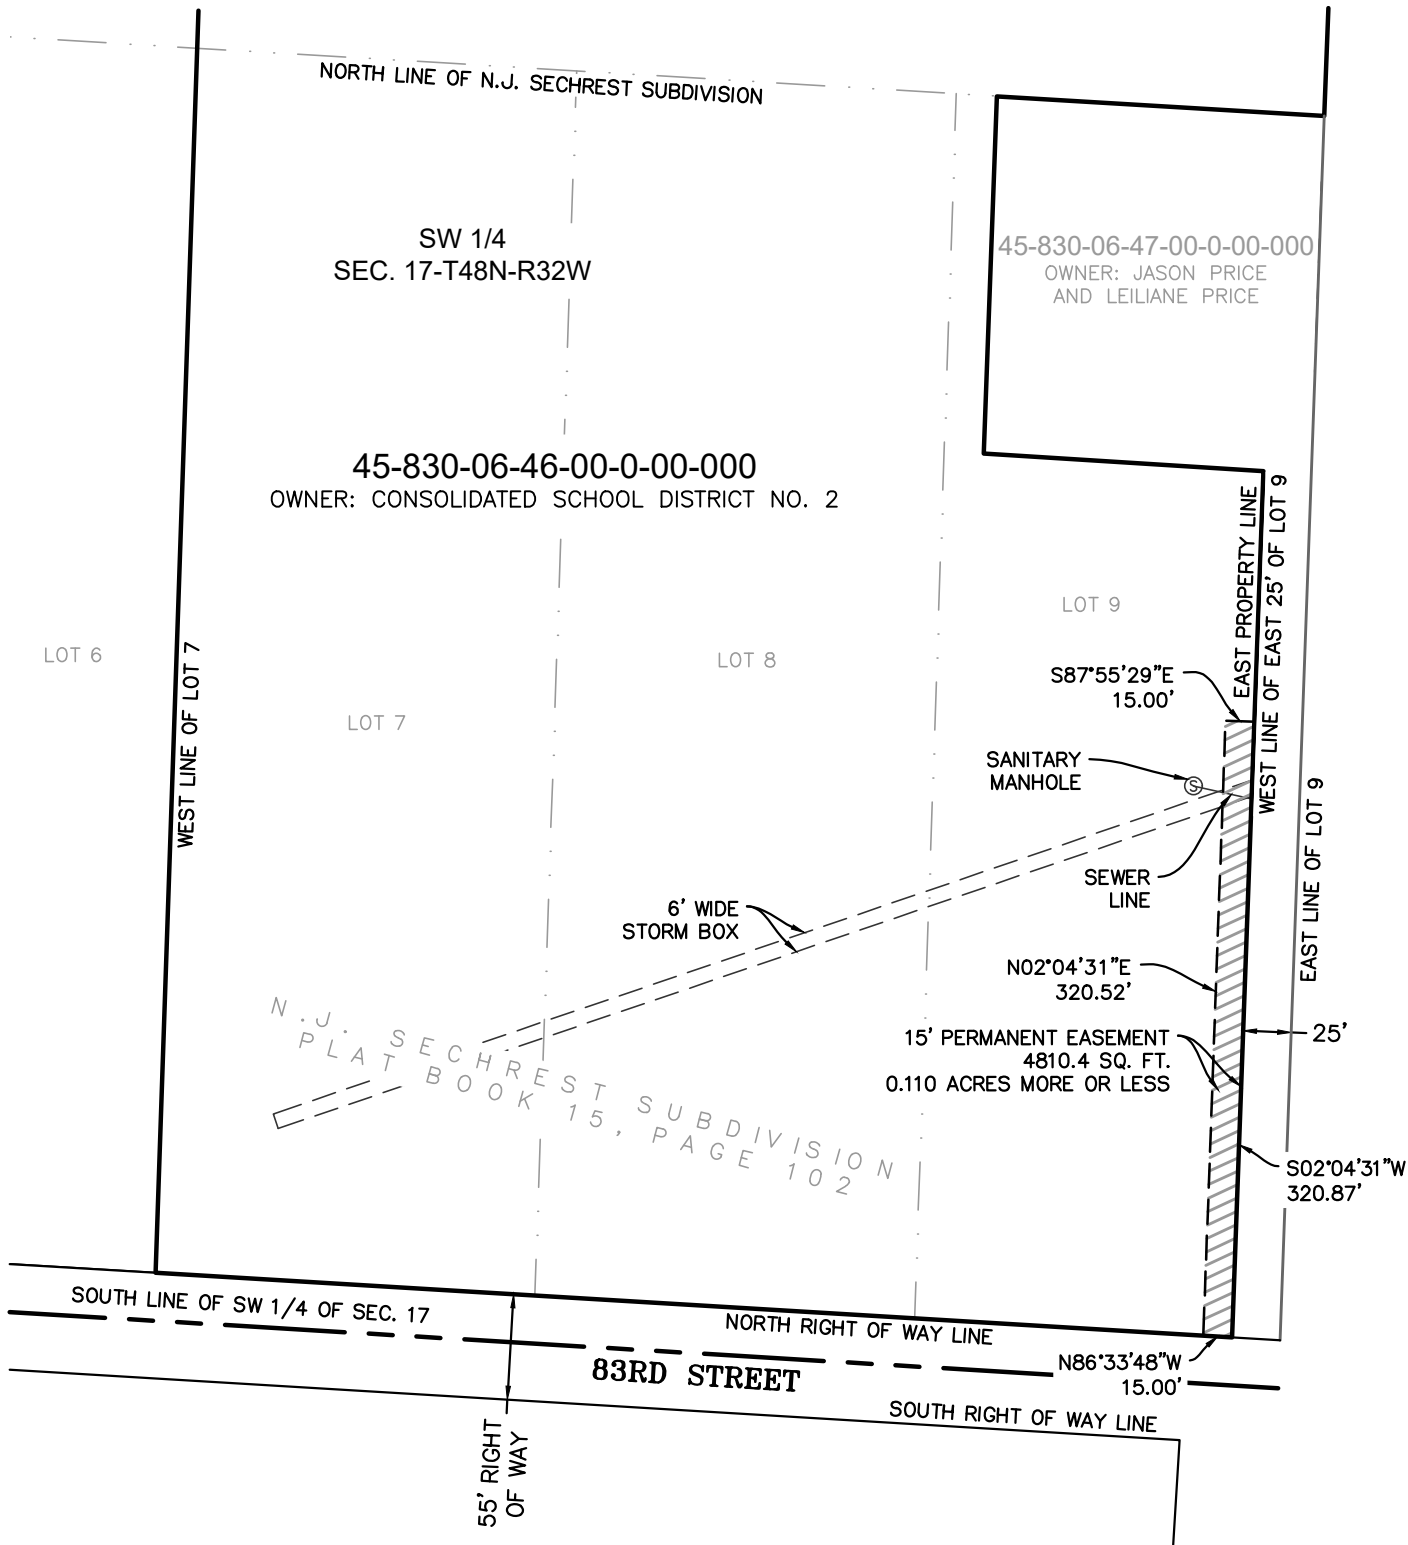 NORTH LINE OF N.J. SECHREST SUBDIVISION
SW 1/4
SEC. 17-T48N-R32W
45-830-06-47-00-0-00-000
OWNER: JASON PRICE
AND LEILIANE PRICE
45-830-06-46-00-0-00-000
OWNER: CONSOLIDATED SCHOOL DISTRICT NO. 2
EAST PROPERTY LINE
WEST LINE OF EAST 25' OF LOT 9
LOT 9
LOT 6
WEST LINE OF LOT 7
LOT 8
LOT 7
S87°55'29"E
15.00'
SANITARY
MANHOLE
S
EAST LINE OF LOT 9
SEWER
LINE
6' WIDE
STORM BOX
N02°04'31"E
320.52'
15' PERMANENT EASEMENT
4810.4 SQ. FT.
0.110 ACRES MORE OR LESS
25'
N.J. SECHREST SUBDIVISION
PLAT BOOK 15, PAGE 102
S02°04'31"W
320.87'
SOUTH LINE OF SW 1/4 OF SEC. 17
NORTH RIGHT OF WAY LINE
N86°33'48"W
15.00'
83RD STREET
SOUTH RIGHT OF WAY LINE
55' RIGHT
OF WAY